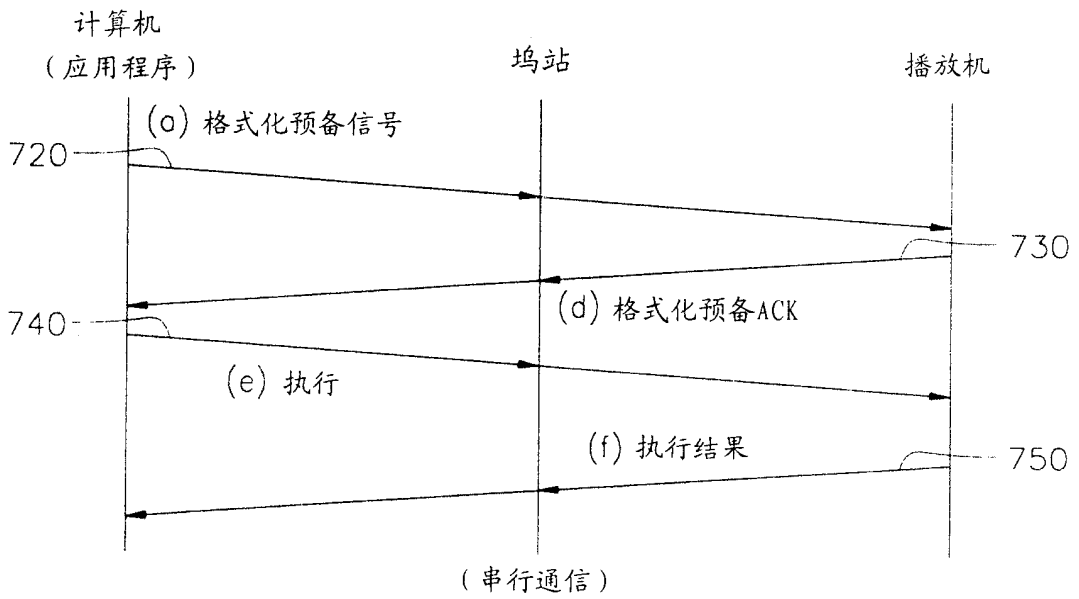 计算机
(应用程序)
坞站
播放机
(a) 格式化预备信号
720
730
(d) 格式化预备ACK
740
(e) 执行
(f) 执行结果
750
(串行通信)